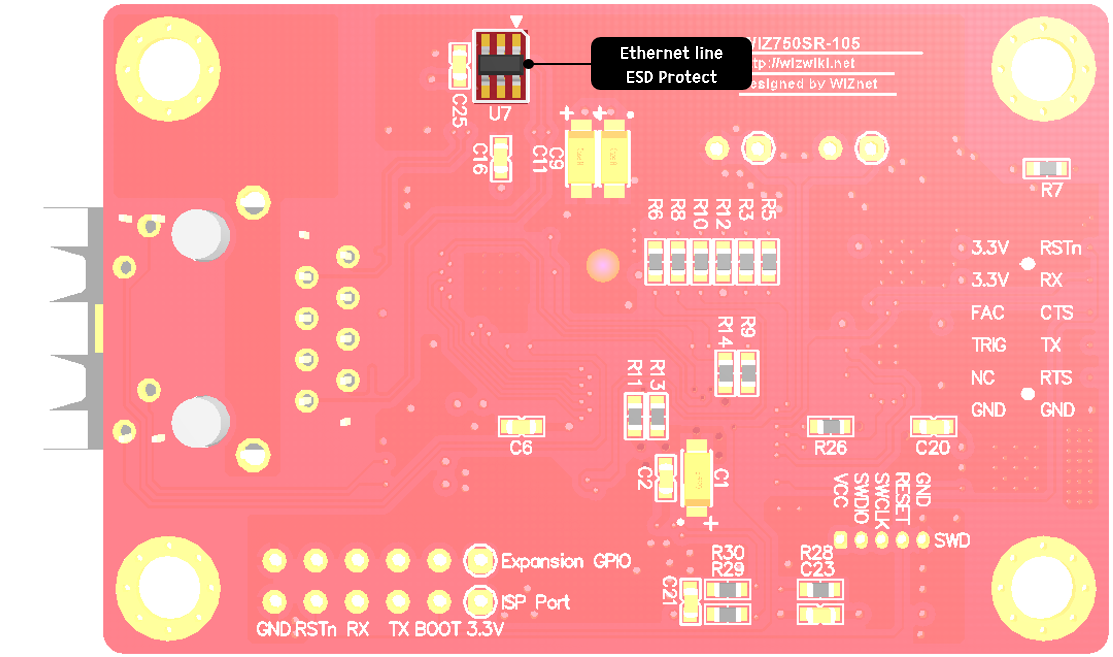 Ethernet line
ESD Protect
WIZ750SR-105
http://wizwiki.net
Designed by WIZnet
C25
U7
C16
C11
C9
+
+
R7
R6
R8
R10
R12
R3
R5
3.3V RSTn
3.3V RX
FAC CTS
TRIG TX
NC RTS
GND GND
R14
R9
R11
R13
C6
R26
C20
C2
C1
+
VCC
SWDIO
SWCLK
RESET
GND
SWD
R30
R29
R28
C23
C21
Expansion GPIO
ISP Port
GND RSTn RX TX BOOT 3.3V